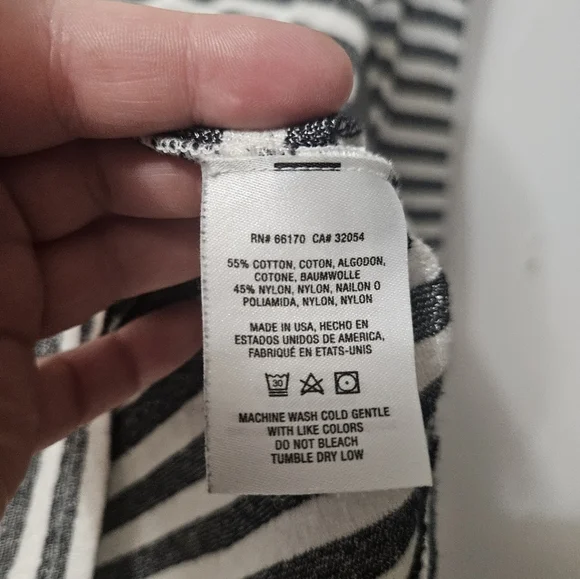 RN# 66170 CA# 32054
55% COTTON, COTON, ALGODON,
COTONE, BAUMWOLLE
45% NYLON, NYLON, NAILON O
POLIAMIDA, NYLON, NYLON
MADE IN USA, HECHO EN
ESTADOS UNIDOS DE AMERICA,
FABRIQUÉ EN ETATS-UNIS
30
MACHINE WASH COLD GENTLE
WITH LIKE COLORS
DO NOT BLEACH
TUMBLE DRY LOW